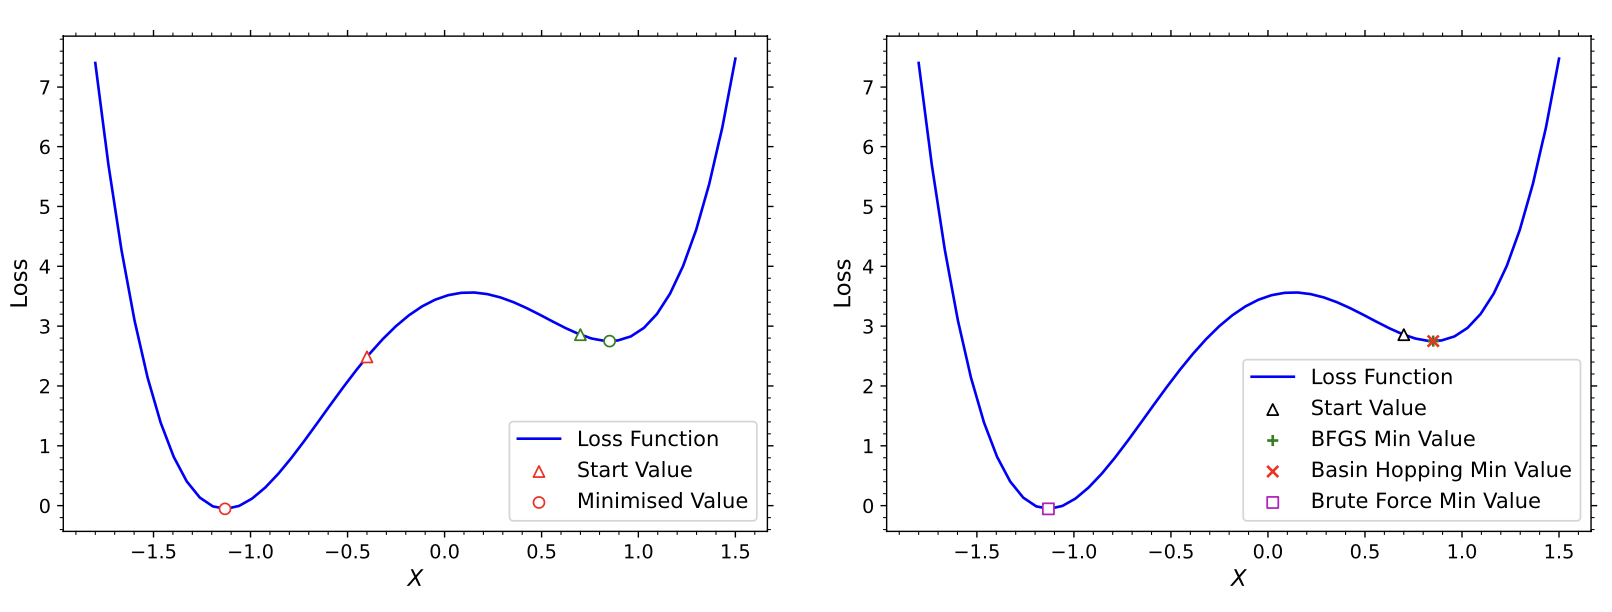 7
6
5
4
3
2
1
0
Loss
−1.5 −1.0 −0.5 0.0 0.5 1.0 1.5
X
Loss Function
Start Value
Minimised Value
7
6
5
4
3
2
1
0
Loss
−1.5 −1.0 −0.5 0.0 0.5 1.0 1.5
X
Loss Function
Start Value
BFGS Min Value
Basin Hopping Min Value
Brute Force Min Value